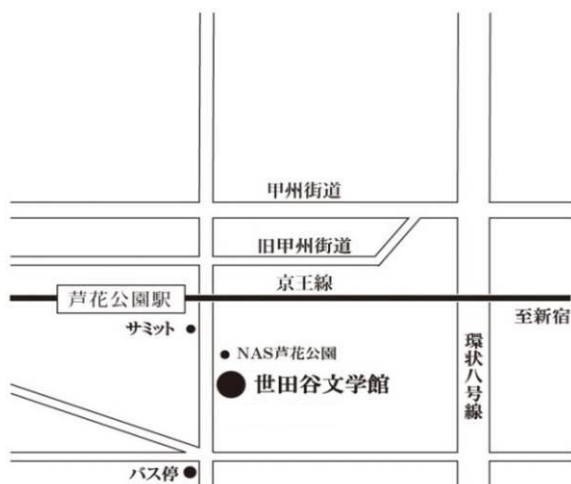 甲州街道
旧甲州街道
京王線
芦花公園駅
至新宿
サミット
環状八号線
NAS芦花公園
世田谷文学館
バス停